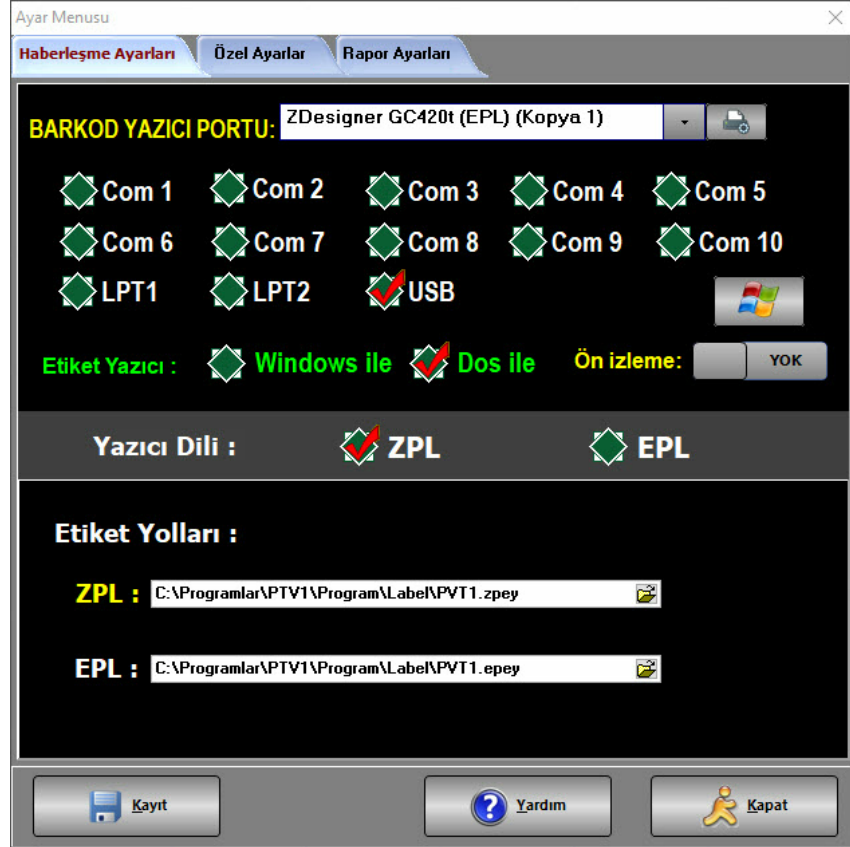 Ayar Menusu
Haberleşme Ayarları Özel Ayarlar Rapor Ayarları
BARKOD YAZICI PORTU: ZDesigner GC420t (EPL) (Kopya 1)
Com 1 Com 2 Com 3 Com 4 Com 5
Com 6 Com 7 Com 8 Com 9 Com 10
LPT1 LPT2 USB
Etiket Yazıcı : Windows ile Dos ile Ön izleme: YOK
Yazıcı Dili : ZPL EPL
Etiket Yolları :
ZPL : C:\Programlar\PTV1\Program\Label\PVT1.zpey
EPL : C:\Programlar\PTV1\Program\Label\PVT1.epey
Kayıt Yardım Kapat